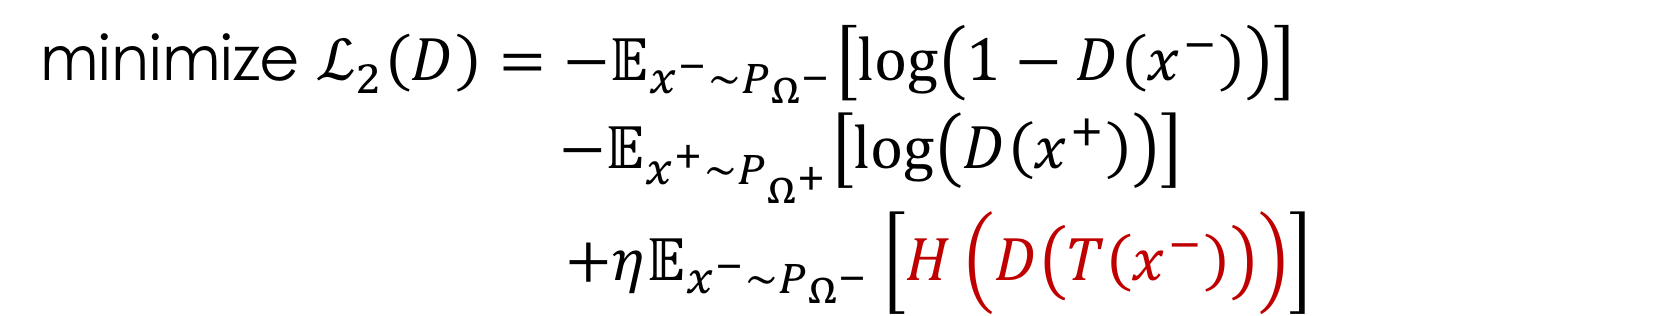 minimize ℒ₂(D) = −𝔼_{x⁻∼P_{Ω⁻}}[log(1 − D(x⁻))]
−𝔼_{x⁺∼P_{Ω⁺}}[log(D(x⁺))]
+η𝔼_{x⁻∼P_{Ω⁻}}[H(D(T(x⁻)))]